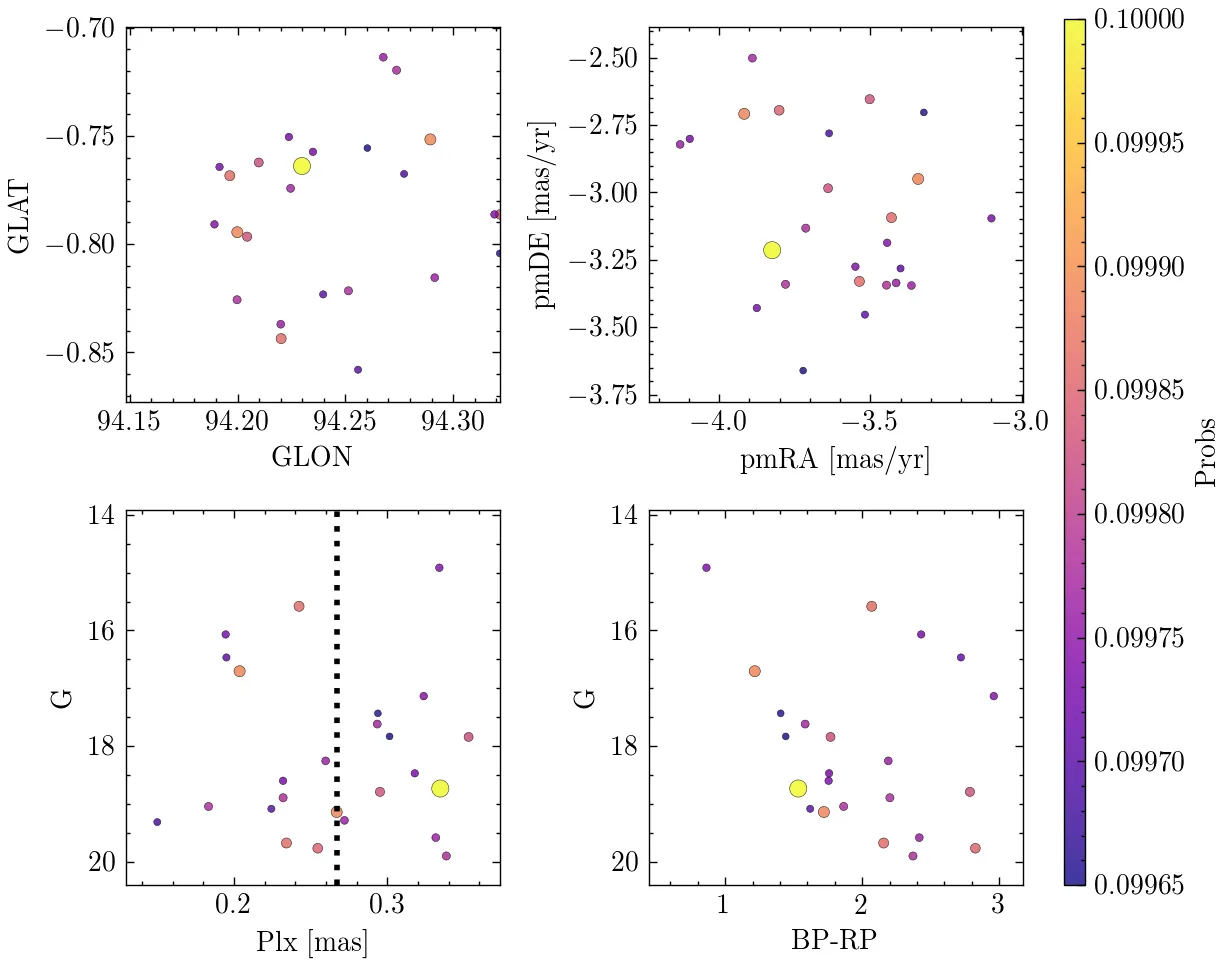 −0.70
−0.75
−0.80
−0.85
GLAT
94.15 94.20 94.25 94.30
GLON
−2.50
−2.75
−3.00
−3.25
−3.50
−3.75
pmDE [mas/yr]
−4.0 −3.5 −3.0
pmRA [mas/yr]
14
16
18
20
G
0.2 0.3
Plx [mas]
14
16
18
20
G
1 2 3
BP-RP
0.10000
0.09995
0.09990
0.09985
0.09980
0.09975
0.09970
0.09965
Probs